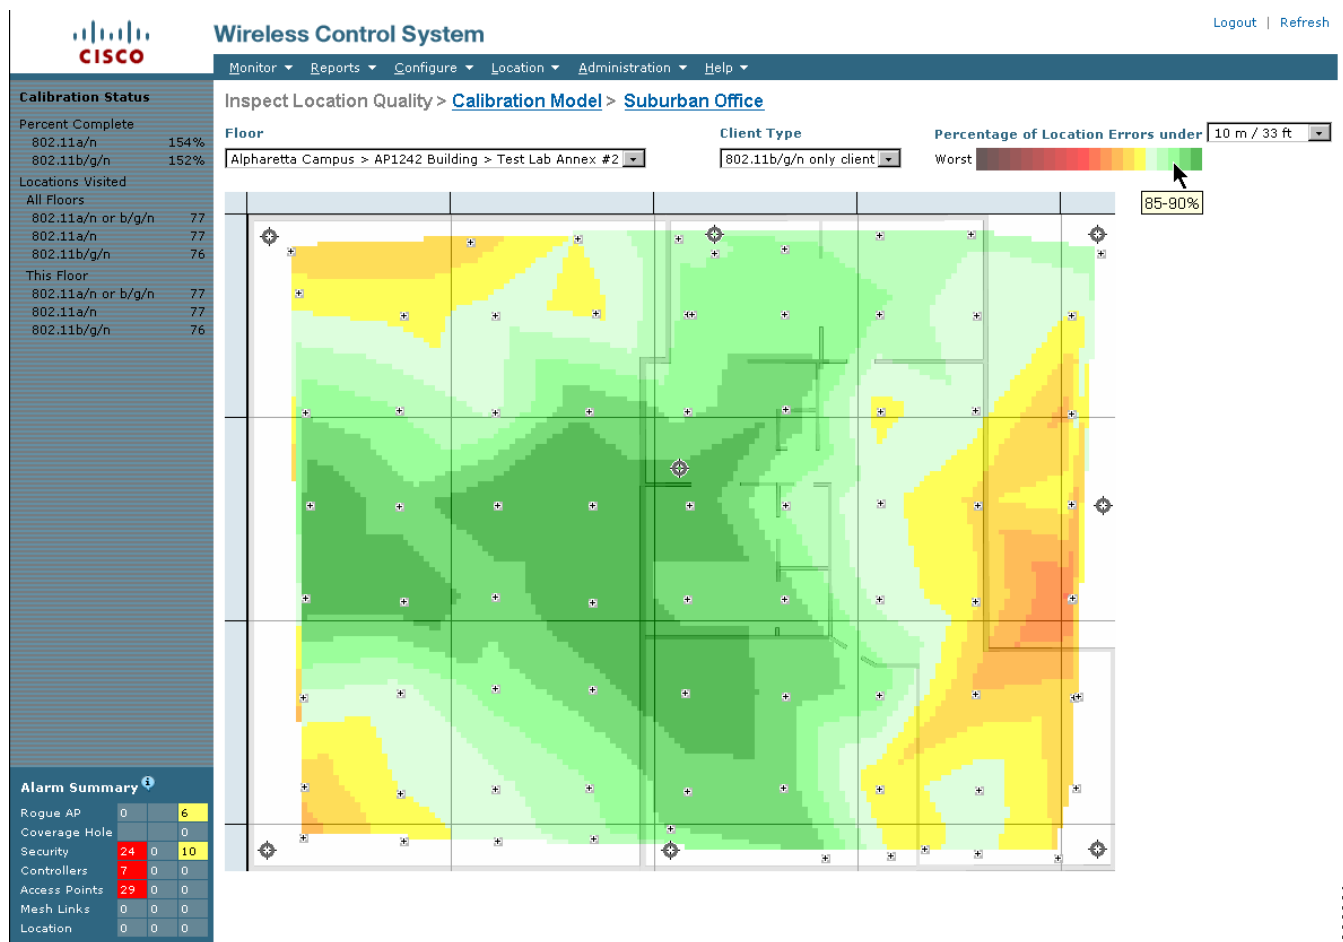 Logout | Refresh
CISCO
Wireless Control System
Monitor Reports Configure Location Administration Help
Calibration Status
Percent Complete
802.11a/n 154%
802.11b/g/n 152%
Locations Visited
All Floors
802.11a/n or b/g/n 77
802.11a/n 77
802.11b/g/n 76
This Floor
802.11a/n or b/g/n 77
802.11a/n 77
802.11b/g/n 76
Inspect Location Quality > Calibration Model > Suburban Office
Floor
Alpharetta Campus > AP1242 Building > Test Lab Annex #2
Client Type
802.11b/g/n only client
Percentage of Location Errors under 10 m / 33 ft
Worst
85-90%
Alarm Summary
Rogue AP 0 6
Coverage Hole 0
Security 24 0 10
Controllers 7 0 0
Access Points 29 0 0
Mesh Links 0 0 0
Location 0 0 0